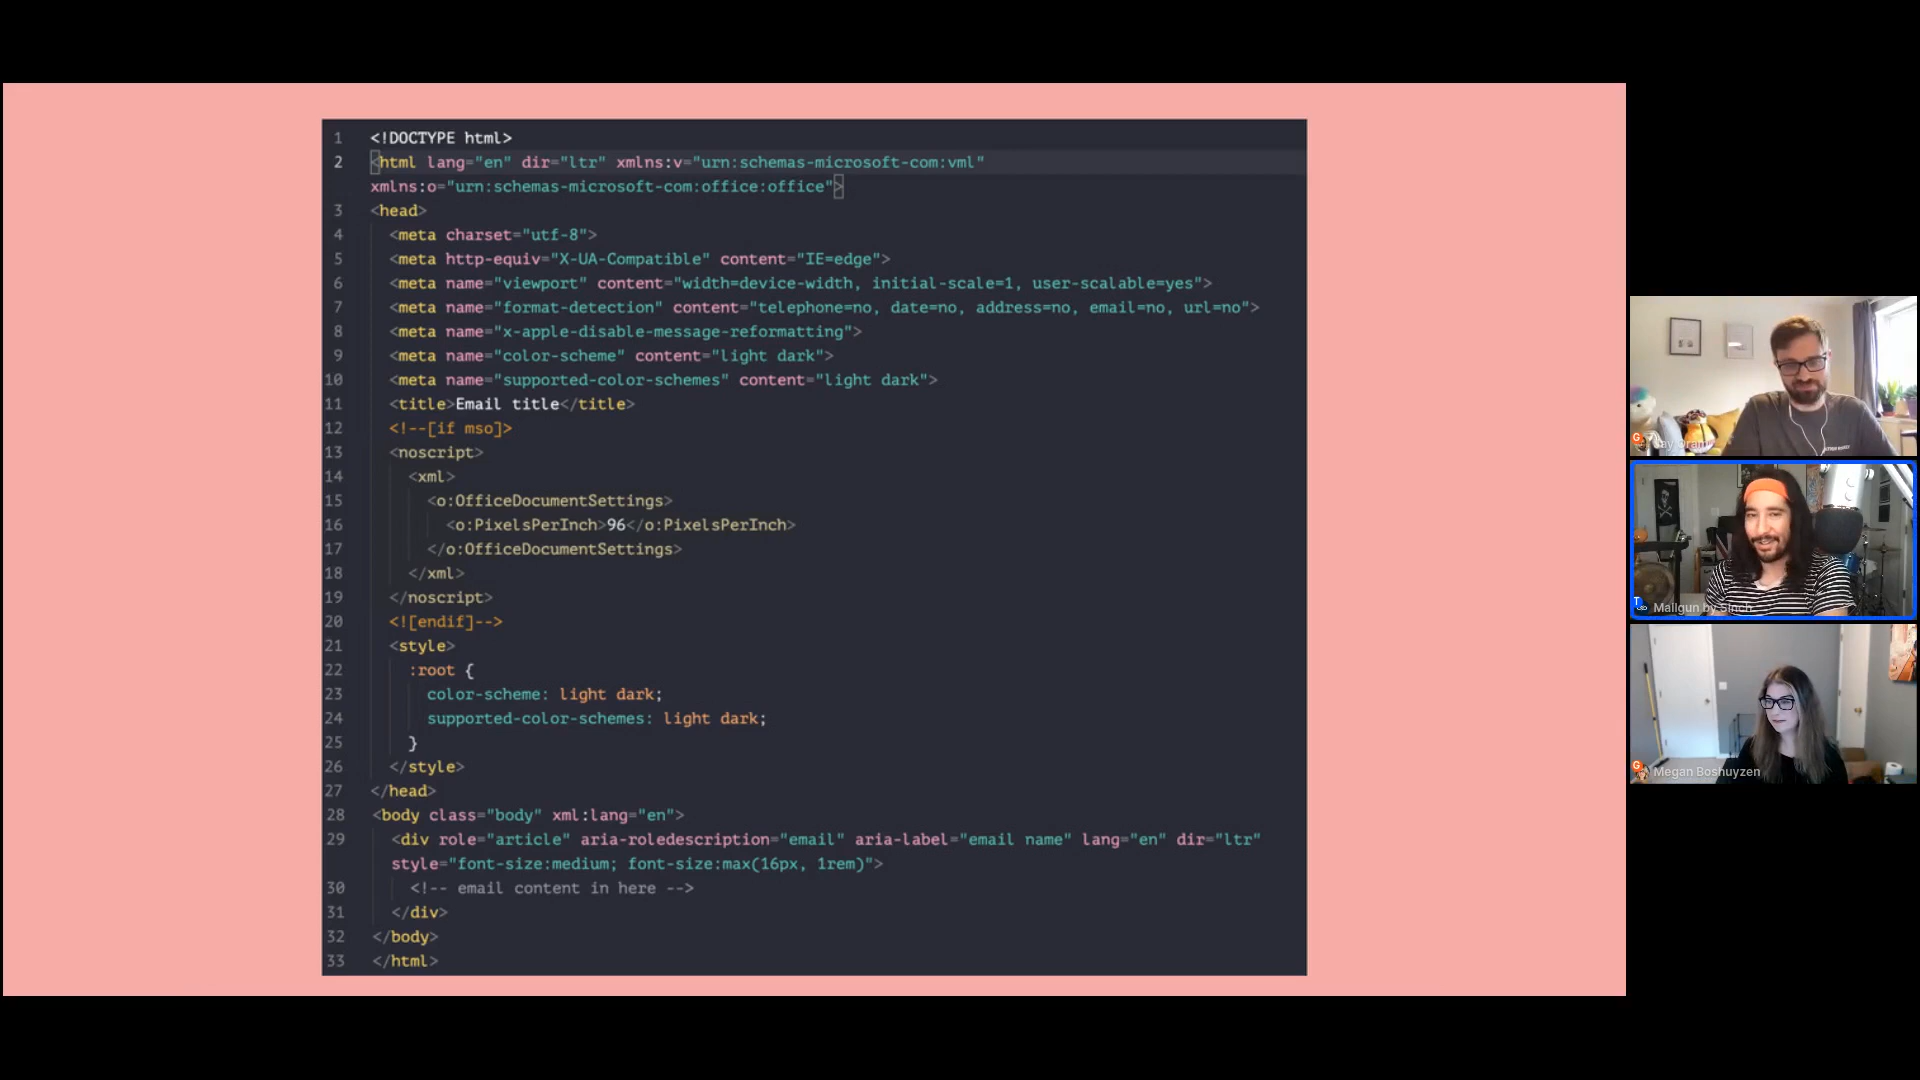 1 <!DOCTYPE html>
2 <html lang="en" dir="ltr" xmlns:v="urn:schemas-microsoft-com:vml"
xmlns:o="urn:schemas-microsoft-com:office:office">
3 <head>
4 <meta charset="utf-8">
5 <meta http-equiv="X-UA-Compatible" content="IE=edge">
6 <meta name="viewport" content="width=device-width, initial-scale=1, user-scalable=yes">
7 <meta name="format-detection" content="telephone=no, date=no, address=no, email=no, url=no">
8 <meta name="x-apple-disable-message-reformatting">
9 <meta name="color-scheme" content="light dark">
10 <meta name="supported-color-schemes" content="light dark">
11 <title>Email title</title>
12 <!--[if mso]>
13 <noscript>
14 <xml>
15 <o:OfficeDocumentSettings>
16 <o:PixelsPerInch>96</o:PixelsPerInch>
17 </o:OfficeDocumentSettings>
18 </xml>
19 </noscript>
20 <![endif]-->
21 <style>
22 :root {
23 color-scheme: light dark;
24 supported-color-schemes: light dark;
25 }
26 </style>
27 </head>
28 <body class="body" xml:lang="en">
29 <div role="article" aria-roledescription="email" aria-label="email name" lang="en" dir="ltr"
style="font-size:medium; font-size:max(16px, 1rem)">
30 <!-- email content in here -->
31 </div>
32 </body>
33 </html>
Mailgun by Sinch
Megan Boshuyzen